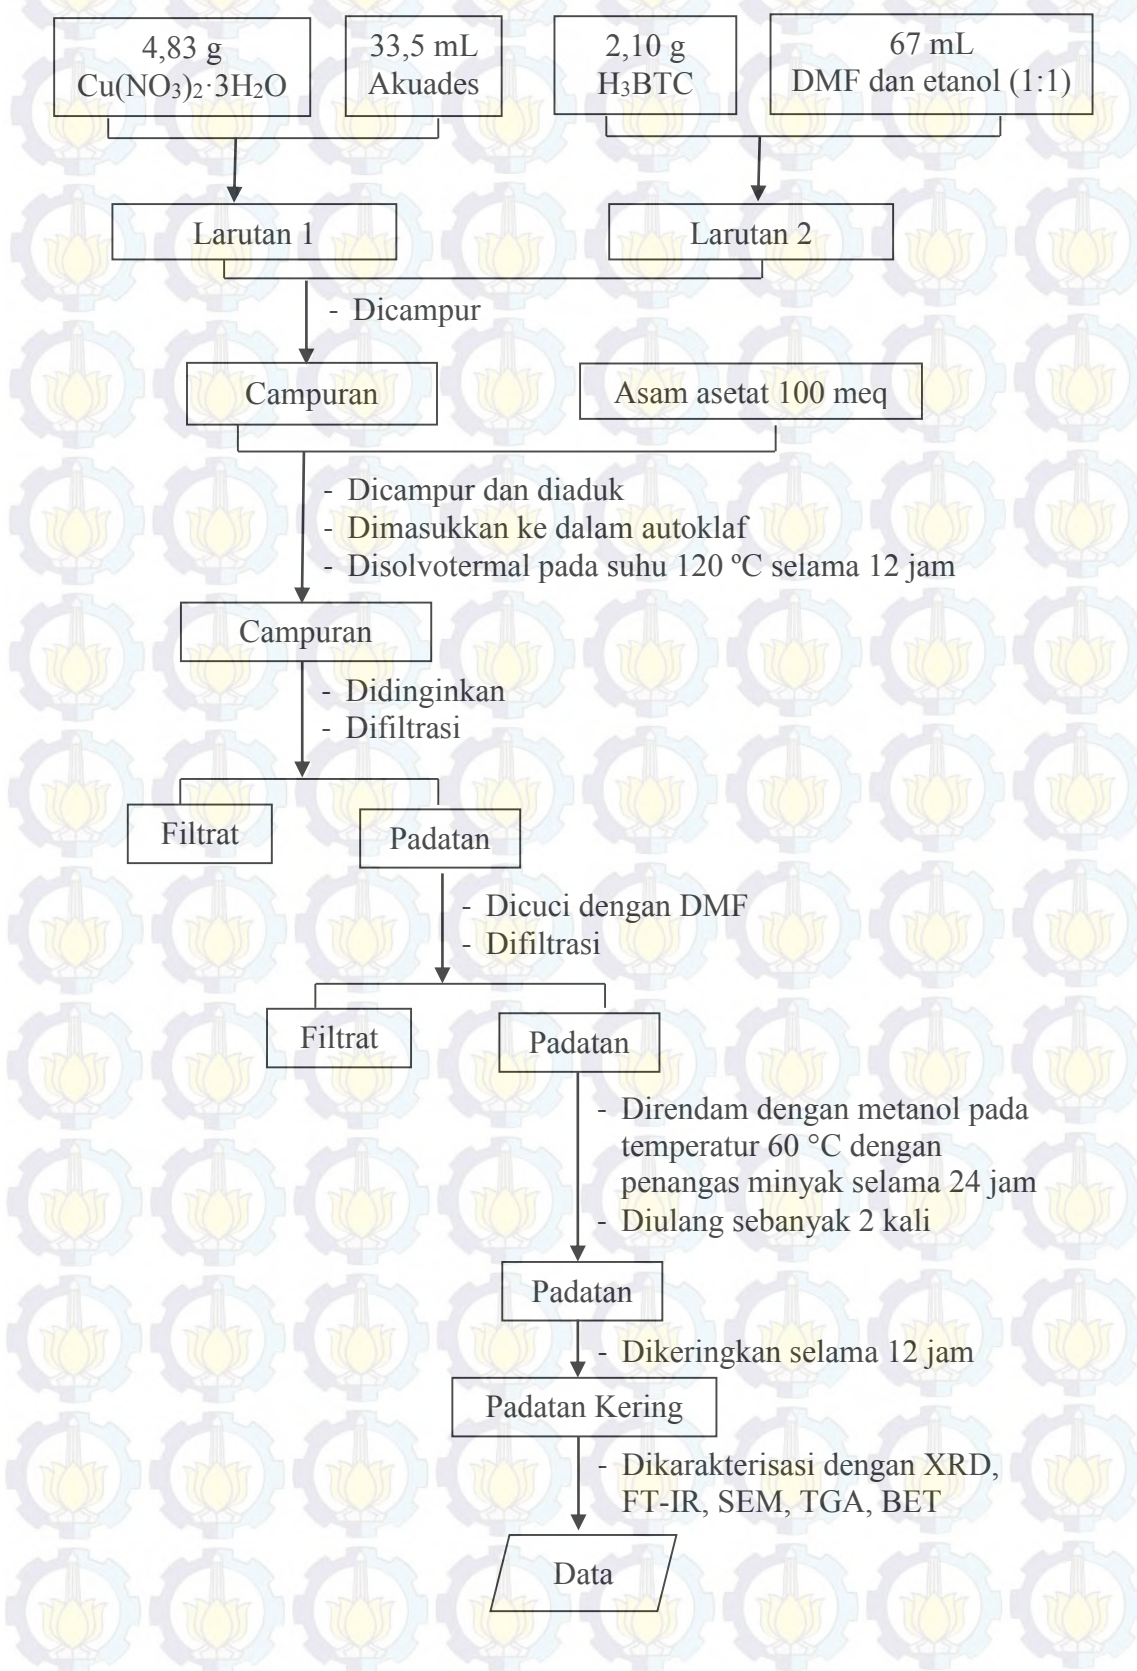 4,83 g
Cu(NO₃)₂·3H₂O
33,5 mL
Akuades
2,10 g
H₃BTC
67 mL
DMF dan etanol (1:1)
Larutan 1
Larutan 2
- Dicampur
Campuran
Asam asetat 100 meq
- Dicampur dan diaduk
- Dimasukkan ke dalam autoklaf
- Disolvotermal pada suhu 120 ºC selama 12 jam
Campuran
- Didinginkan
- Difiltrasi
Filtrat
Padatan
- Dicuci dengan DMF
- Difiltrasi
Filtrat
Padatan
- Direndam dengan metanol pada
temperatur 60 °C dengan
penangas minyak selama 24 jam
- Diulang sebanyak 2 kali
Padatan
- Dikeringkan selama 12 jam
Padatan Kering
- Dikarakterisasi dengan XRD,
FT-IR, SEM, TGA, BET
Data